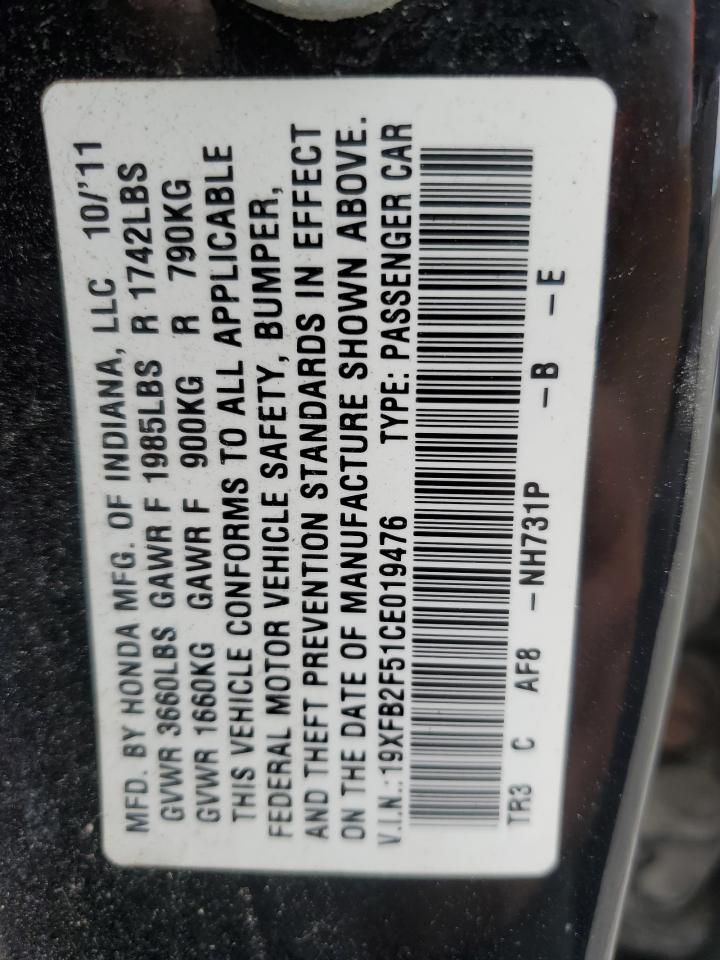 MFD. BY HONDA MFG. OF INDIANA, LLC 10/'11
GVWR 3660LBS GAWR F 1985LBS R 1742LBS
GVWR 1660KG GAWR F 900KG R 790KG
THIS VEHICLE CONFORMS TO ALL APPLICABLE
FEDERAL MOTOR VEHICLE SAFETY, BUMPER,
AND THEFT PREVENTION STANDARDS IN EFFECT
ON THE DATE OF MANUFACTURE SHOWN ABOVE.
V.I.N.: 19XFB2F51CE019476 TYPE: PASSENGER CAR
TR3 C AF8 -NH731P -B -E